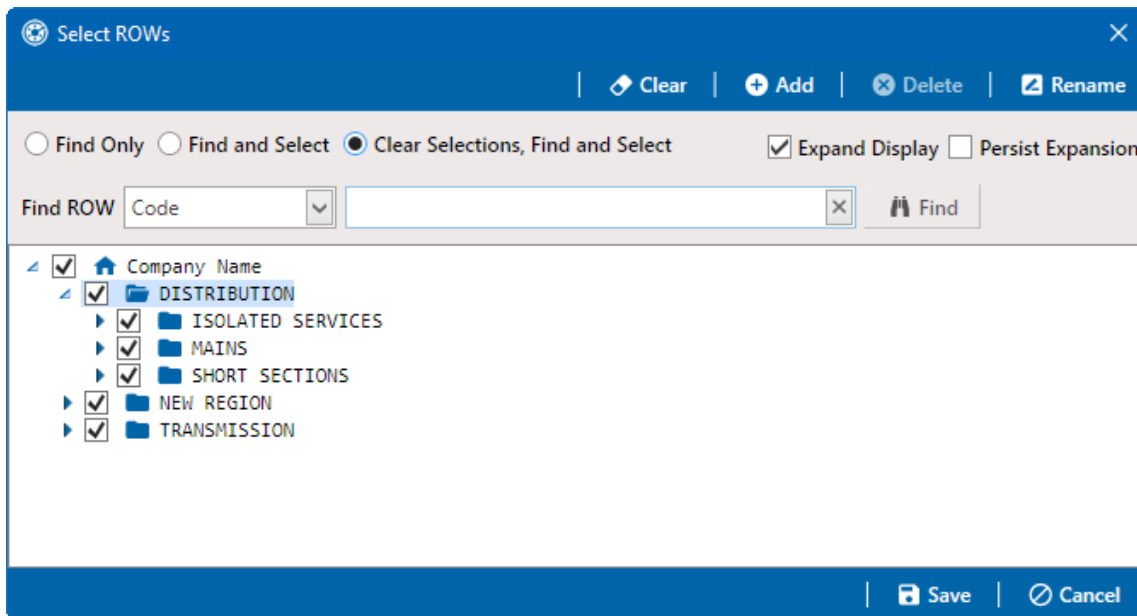 Select ROWs
Clear Add Delete Rename
Find Only Find and Select Clear Selections, Find and Select Expand Display Persist Expansion
Find ROW Code Find
Company Name
DISTRIBUTION
ISOLATED SERVICES
MAINS
SHORT SECTIONS
NEW REGION
TRANSMISSION
Save Cancel